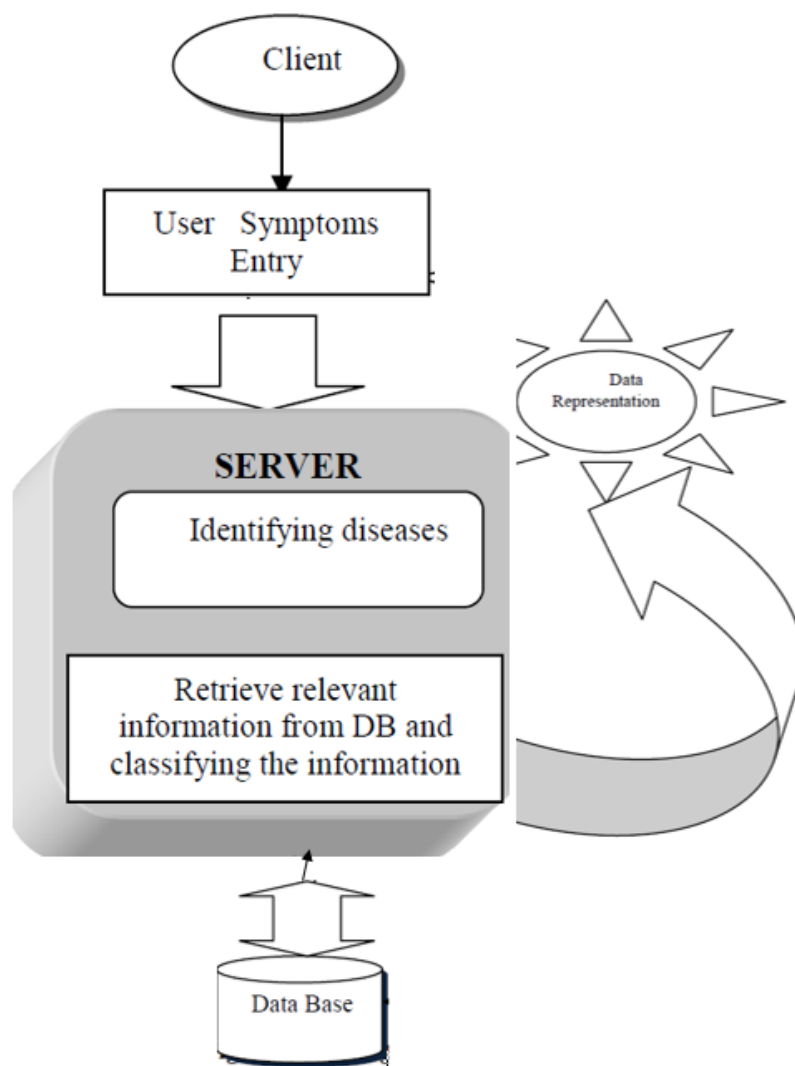 Client
User Symptoms
Entry
Data
Representation
SERVER
Identifying diseases
Retrieve relevant
information from DB and
classifying the information
Data Base